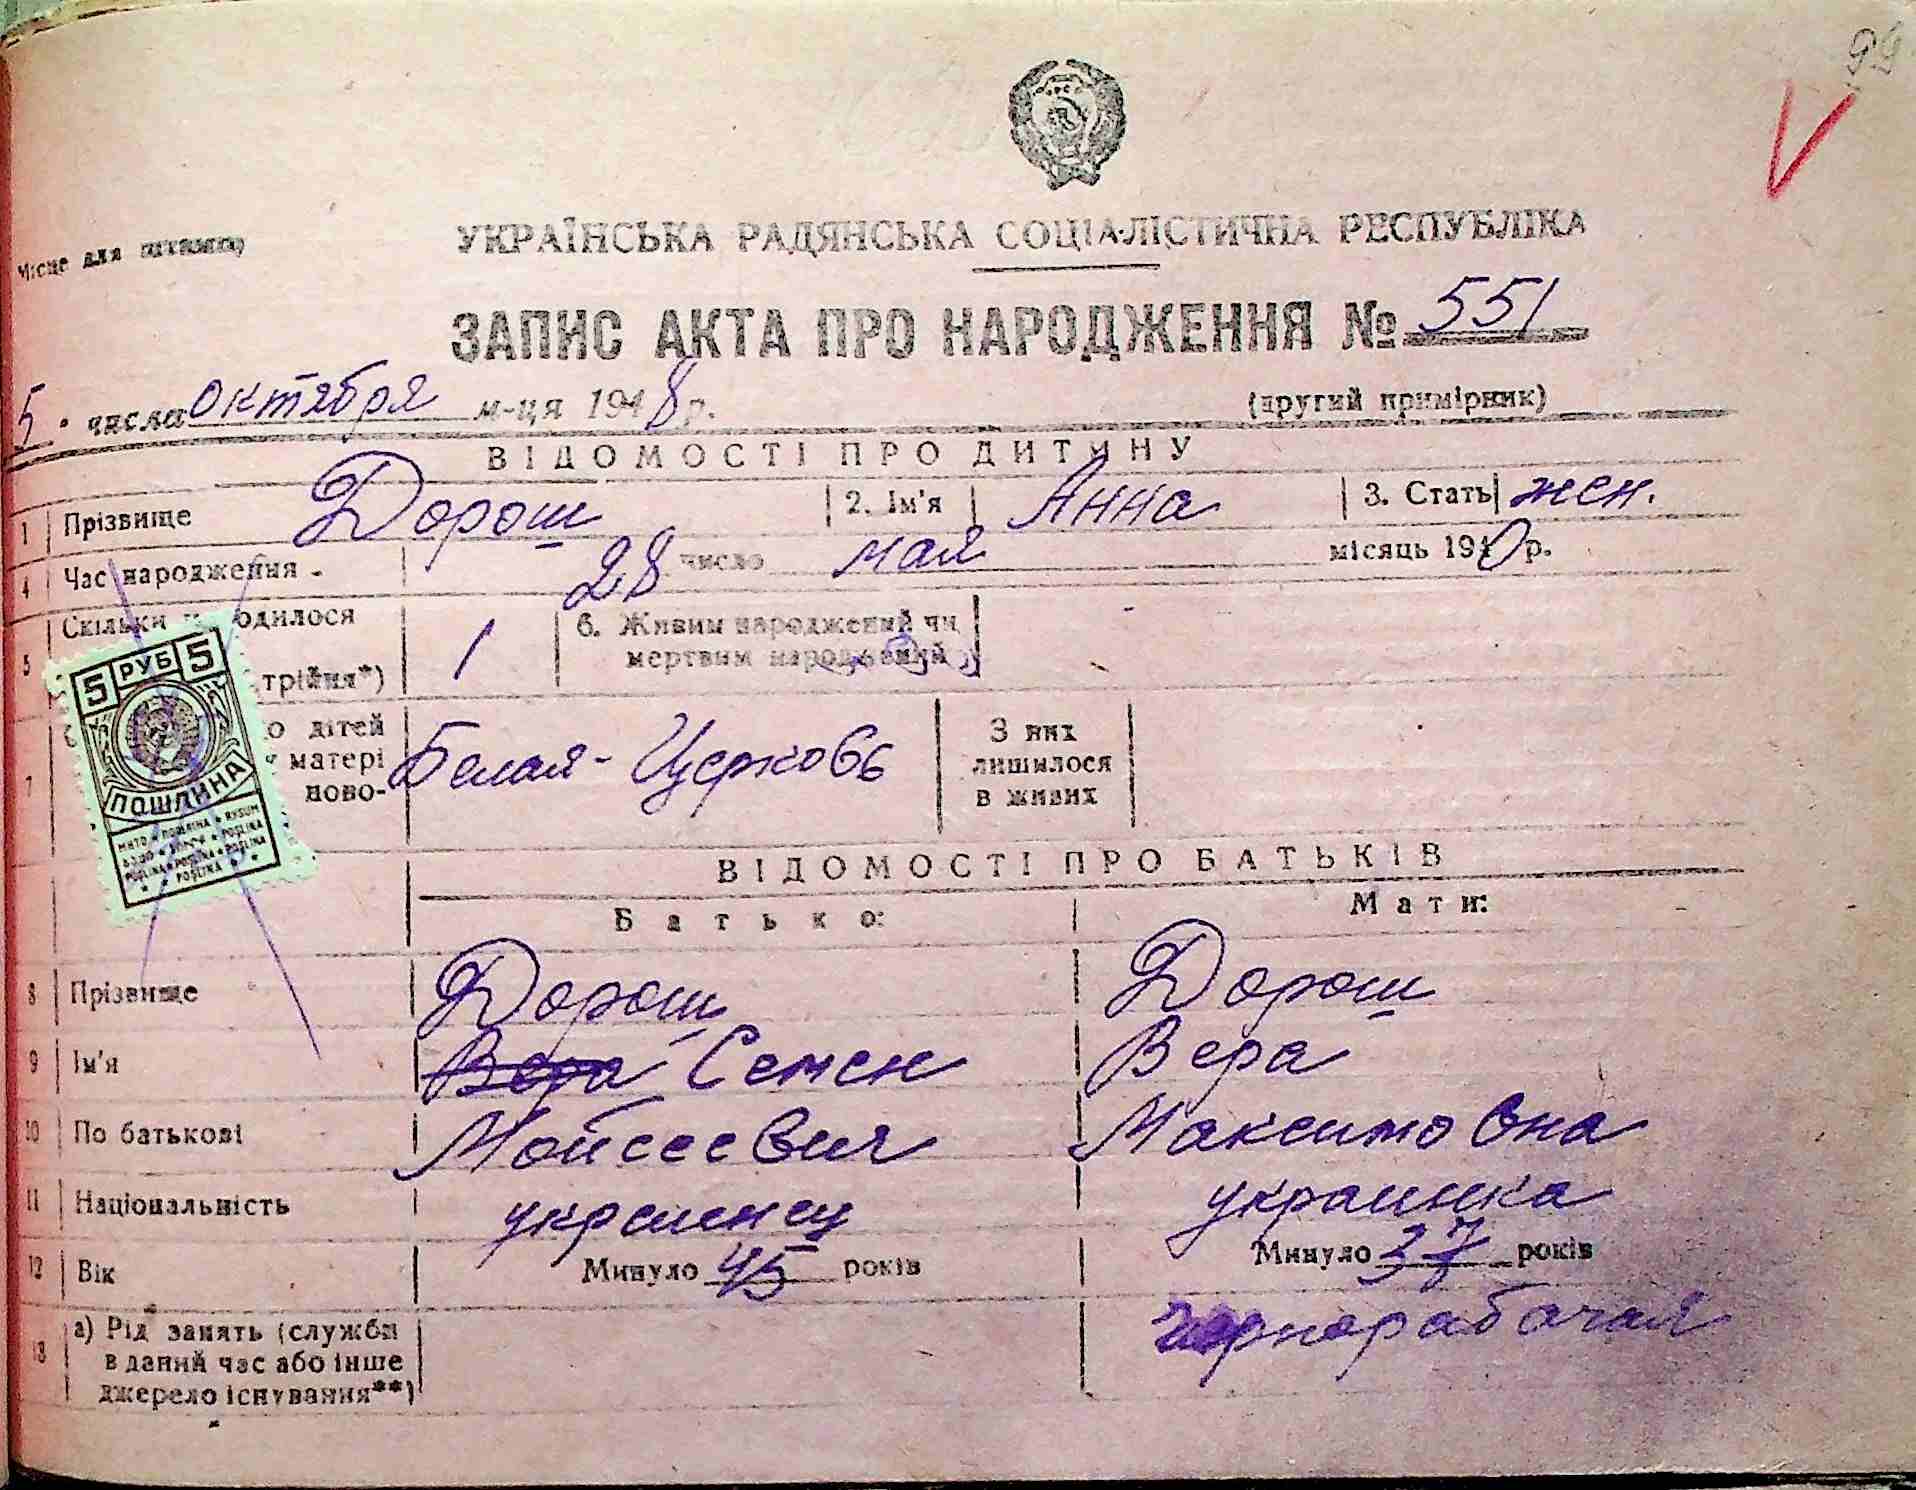 99
Місце для штампу
УКРАЇНСЬКА РАДЯНСЬКА СОЦІАЛІСТИЧНА РЕСПУБЛІКА
ЗАПИС АКТА ПРО НАРОДЖЕННЯ № 551
5. числа октября м-ця 1948 р. (другий примірник)
ВІДОМОСТІ ПРО ДИТИНУ
1 Прізвище Дорош 2. Ім'я Анна 3. Стать жен.
4 Час народження 28 число мая місяць 1940 р.
5 Скільки одилося трійня*) 1 6. Живим народжений чи мертвим народжений
7 дітей матері ново- Белая-Церковь З них лишилося в живих
5 РУБ 5
ПОШЛИНА
ВІДОМОСТІ ПРО БАТЬКІВ
Батько: Мати:
8 Прізвище Дорош Дорош
9 Ім'я Вера Семен Вера
10 По батькові Мойсеевич Максимовна
11 Національність украинец украинка
12 Вік Минуло 45 років Минуло 37 років
13 а) Рід занять (служби в даний час або інше джерело існування**) чернорабочая